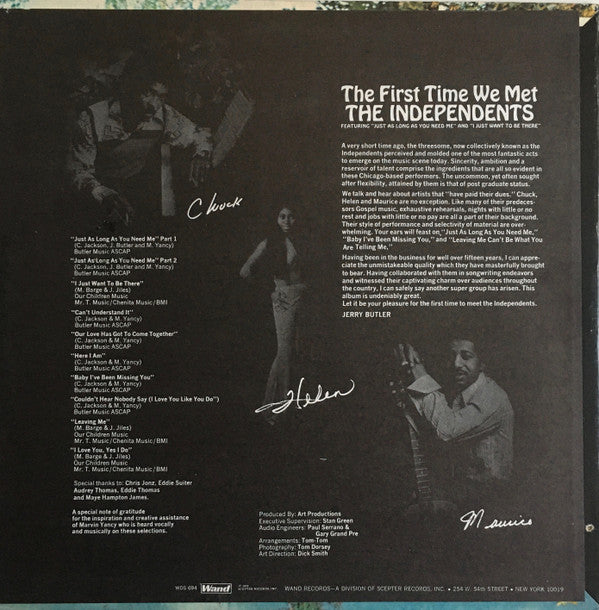 The First Time We Met
THE INDEPENDENTS
FEATURING "JUST AS LONG AS YOU NEED ME" AND "I JUST WANT TO BE THERE"
A very short time ago, the threesome, now collectively known as the
Independents perceived and molded one of the most fantastic acts
to emerge on the music scene today. Sincerity, ambition and a
reservoir of talent comprise the ingredients that are all so evident in
these Chicago-based performers. The uncommon, yet often sought
after flexibility, attained by them is that of post graduate status.
We talk and hear about artists that "have paid their dues." Chuck,
Helen and Maurice are no exception. Like many of their predeces-
sors Gospel music, exhaustive rehearsals, nights with little or no
rest and jobs with little or no pay are all a part of their background.
Their style of performance and selectivity of material are over-
whelming. Your ears will feast on, "Just As Long As You Need Me,"
"Baby I've Been Missing You," and "Leaving Me Can't Be What You
Are Telling Me."
Having been in the business for well over fifteen years, I can appre-
ciate the unmistakeable quality which they have masterfully brought
to bear. Having collaborated with them in songwriting endeavors
and witnessed their captivating charm over audiences throughout
the country, I can safely say another super group has arisen. This
album is undeniably great.
Let it be your pleasure for the first time to meet the Independents.
JERRY BUTLER
Chuck
"Just As Long As You Need Me" Part 1
(C. Jackson, J. Butler & M. Yancy)
Butler Music ASCAP
"Just As Long As You Need Me" Part 2
(C. Jackson, J. Butler & M. Yancy)
Butler Music ASCAP
"I Just Want To Be There"
(M. Barge & J. Jiles)
Our Children Music
Mr. T. Music/Chenita Music/BMI
"Can't Understand It"
(C. Jackson & M. Yancy)
Butler Music ASCAP
"Our Love Has Got To Come Together"
(C. Jackson & M. Yancy)
Butler Music ASCAP
"Here I Am"
(C. Jackson & M. Yancy)
Butler Music ASCAP
"Baby I've Been Missing You"
(C. Jackson & M. Yancy)
Butler Music ASCAP
"Couldn't Hear Nobody Say (I Love You Like You Do")
(C. Jackson & M. Yancy)
Butler Music ASCAP
"Leaving Me"
(M. Barge & J. Jiles)
Our Children Music
Mr. T. Music/Chenita Music/BMI
"I Love You, Yes I Do"
(M. Barge & J. Jiles)
Our Children Music
Mr. T. Music/Chenita Music/BMI
Special thanks to: Chris Jonz, Eddie Suiter
Audrey Thomas, Eddie Thomas
and Maye Hampton James.
A special note of gratitude
for the inspiration and creative assistance
of Marvin Yancy who is heard vocally
and musically on these selections.
Helen
Maurice
Produced By: Art Productions
Executive Supervision: Stan Green
Audio Engineers: Paul Serrano &
Gary Grand Pre
Arrangements: Tom-Tom
Photography: Tom Dorsey
Art Direction: Dick Smith
WDS 694 Wand WAND RECORDS—A DIVISION OF SCEPTER RECORDS, INC. • 254 W. 54th STREET • NEW YORK 10019